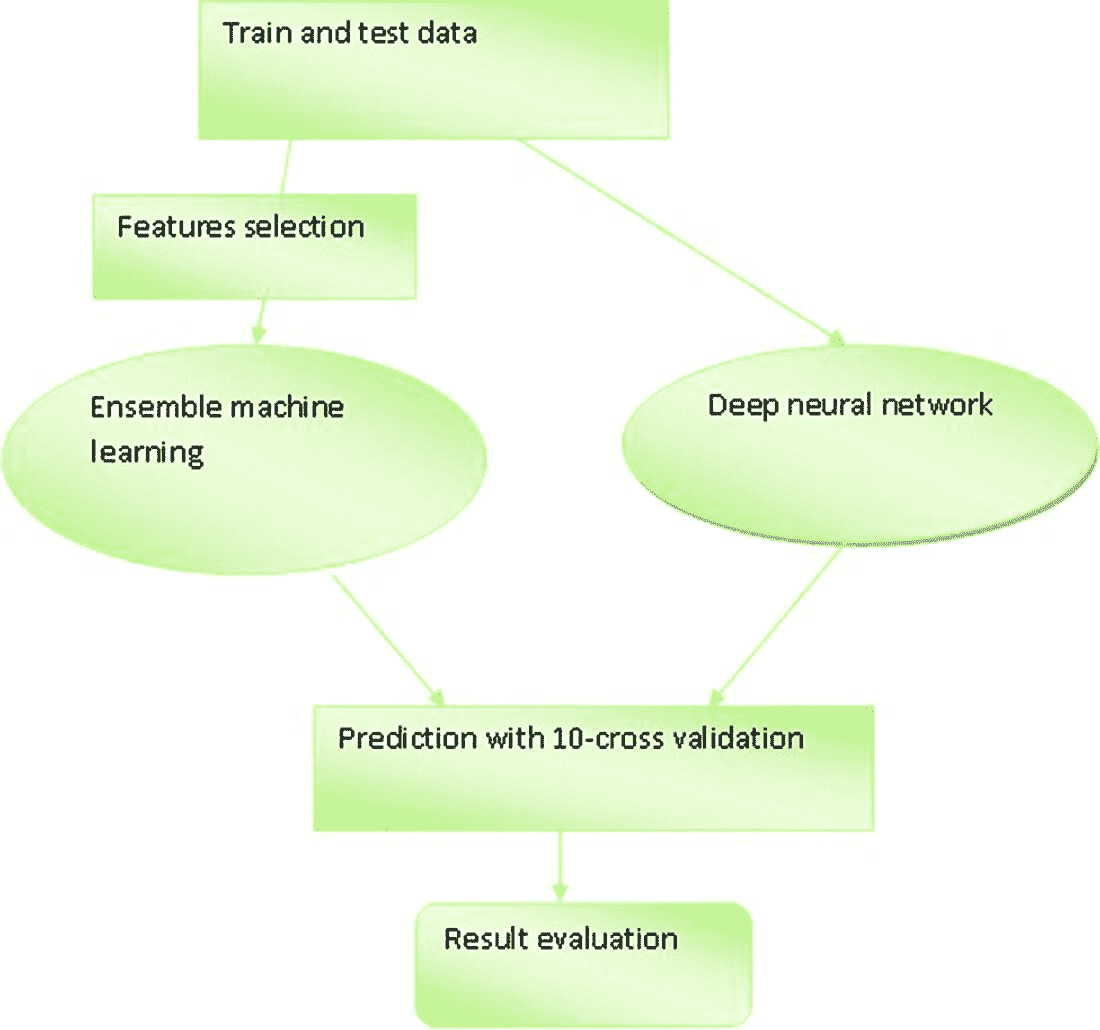 Train and test data
Features selection
Ensemble machine
learning
Deep neural network
Prediction with 10-cross validation
Result evaluation